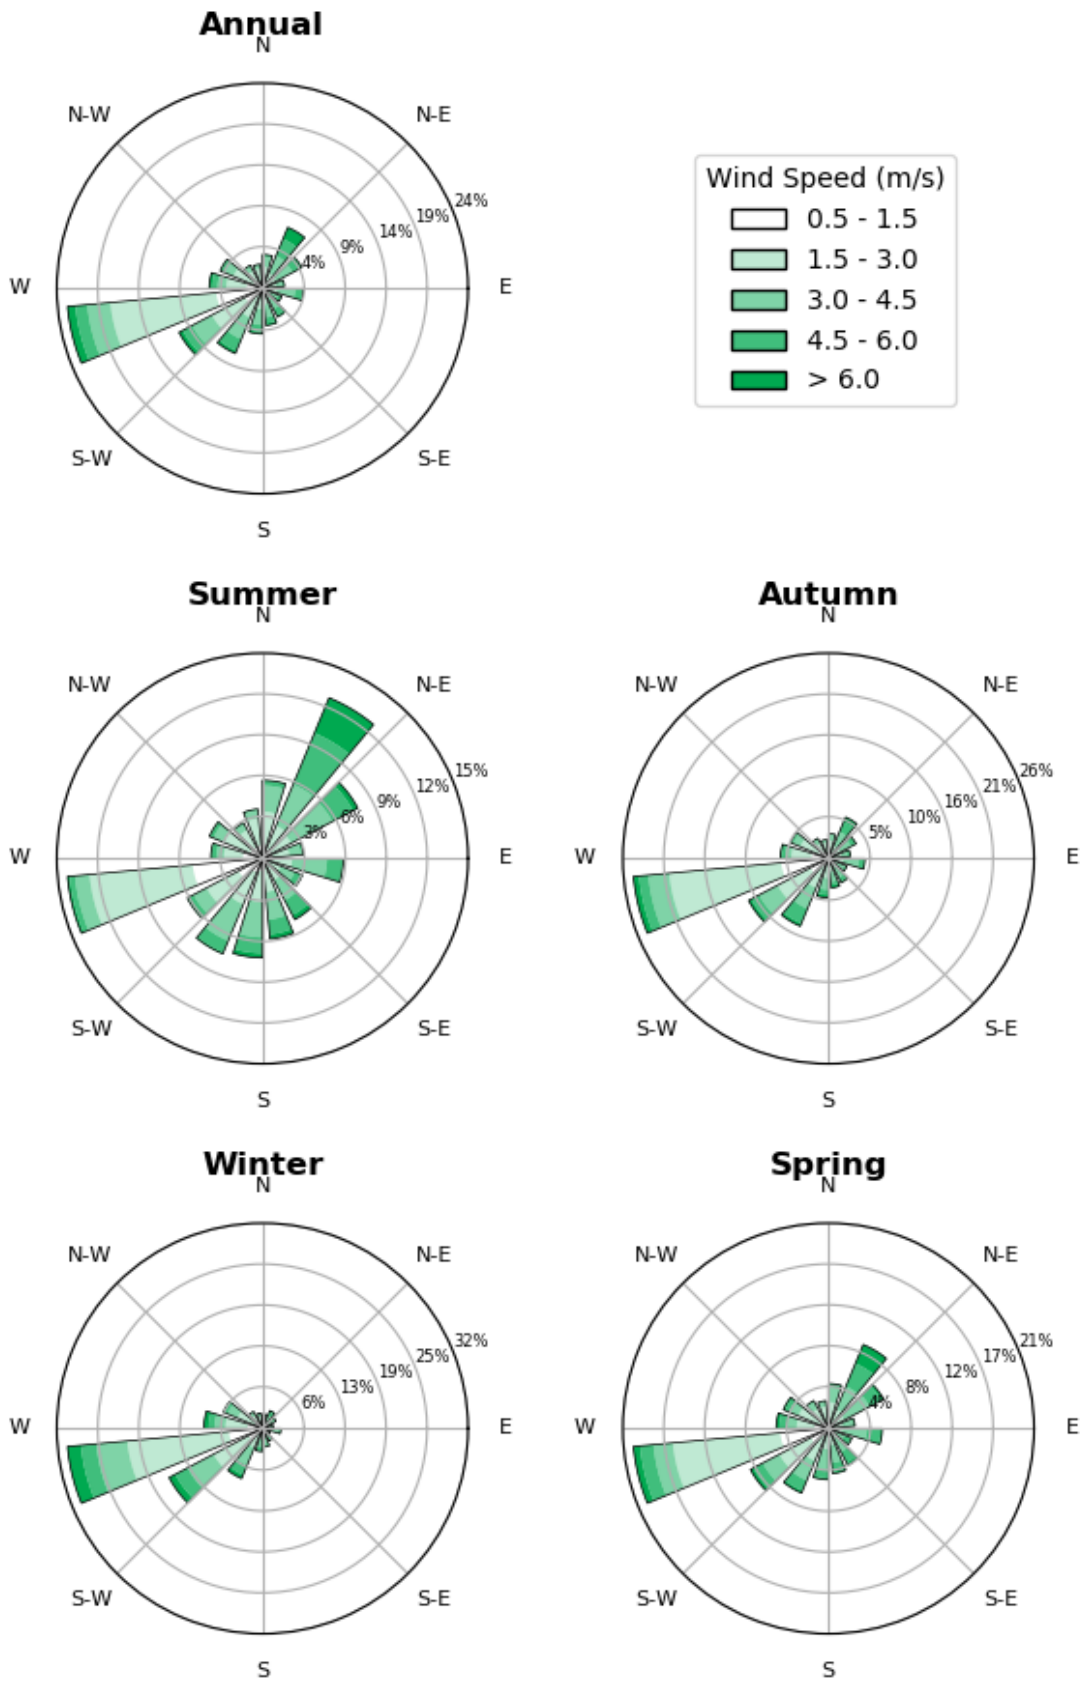 Annual
N
N-W
N-E
24%
19%
14%
9%
4%
W
E
S-W
S-E
S
Wind Speed (m/s)
0.5 - 1.5
1.5 - 3.0
3.0 - 4.5
4.5 - 6.0
> 6.0
Summer
N
N-W
N-E
15%
12%
9%
6%
3%
W
E
S-W
S-E
S
Autumn
N
N-W
N-E
26%
21%
16%
10%
5%
W
E
S-W
S-E
S
Winter
N
N-W
N-E
32%
25%
19%
13%
6%
W
E
S-W
S-E
S
Spring
N
N-W
N-E
21%
17%
12%
8%
4%
W
E
S-W
S-E
S